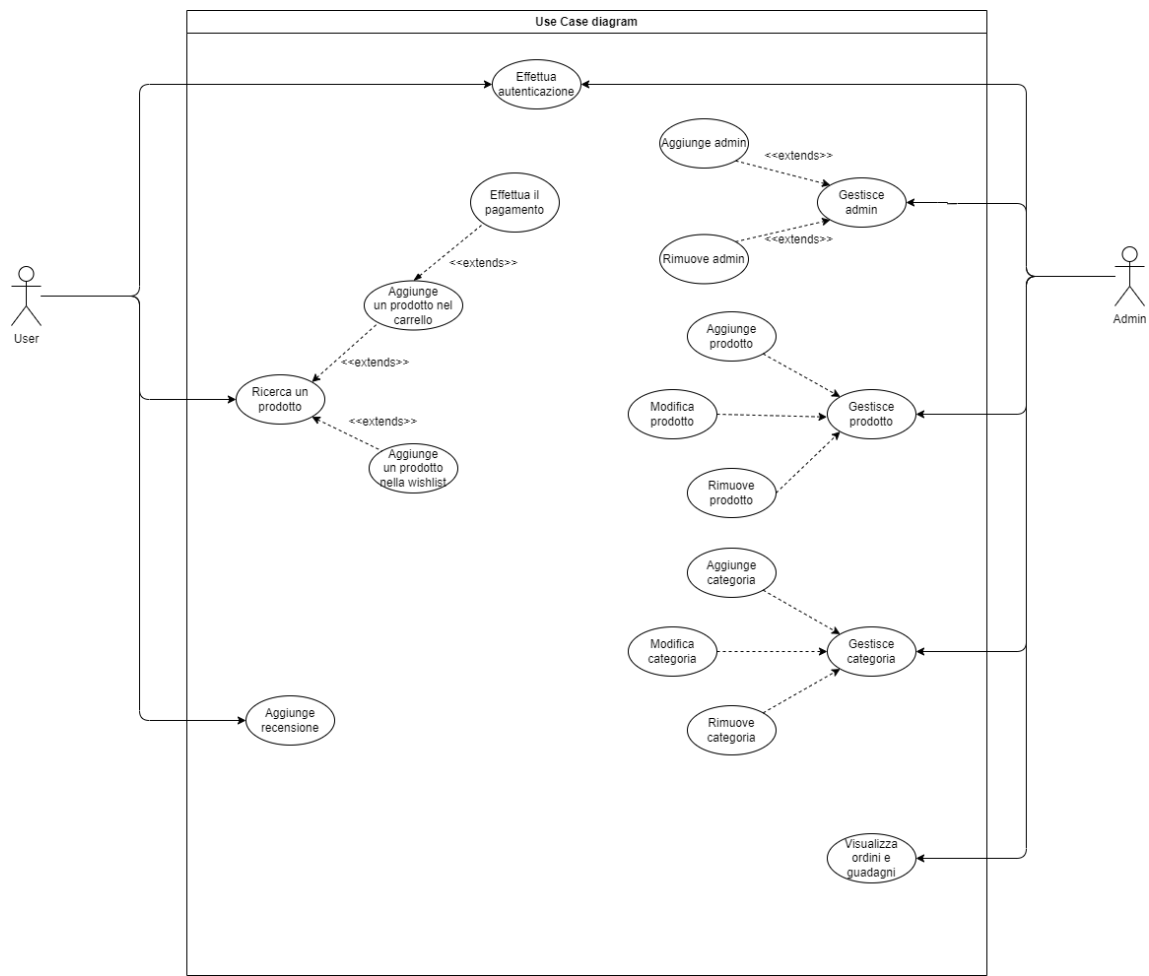 Use Case diagram
Effettua
autenticazione
Aggiunge admin
<<extends>>
Effettua il
pagamento
Gestisce
admin
<<extends>>
Rimuove admin
<<extends>>
User
Aggiunge
un prodotto nel
carrello
Admin
Aggiunge
prodotto
<<extends>>
Ricerca un
prodotto
Modifica
prodotto
Gestisce
prodotto
<<extends>>
Aggiunge
un prodotto
nella wishlist
Rimuove
prodotto
Aggiunge
categoria
Modifica
categoria
Gestisce
categoria
Aggiunge
recensione
Rimuove
categoria
Visualizza
ordini e
guadagni